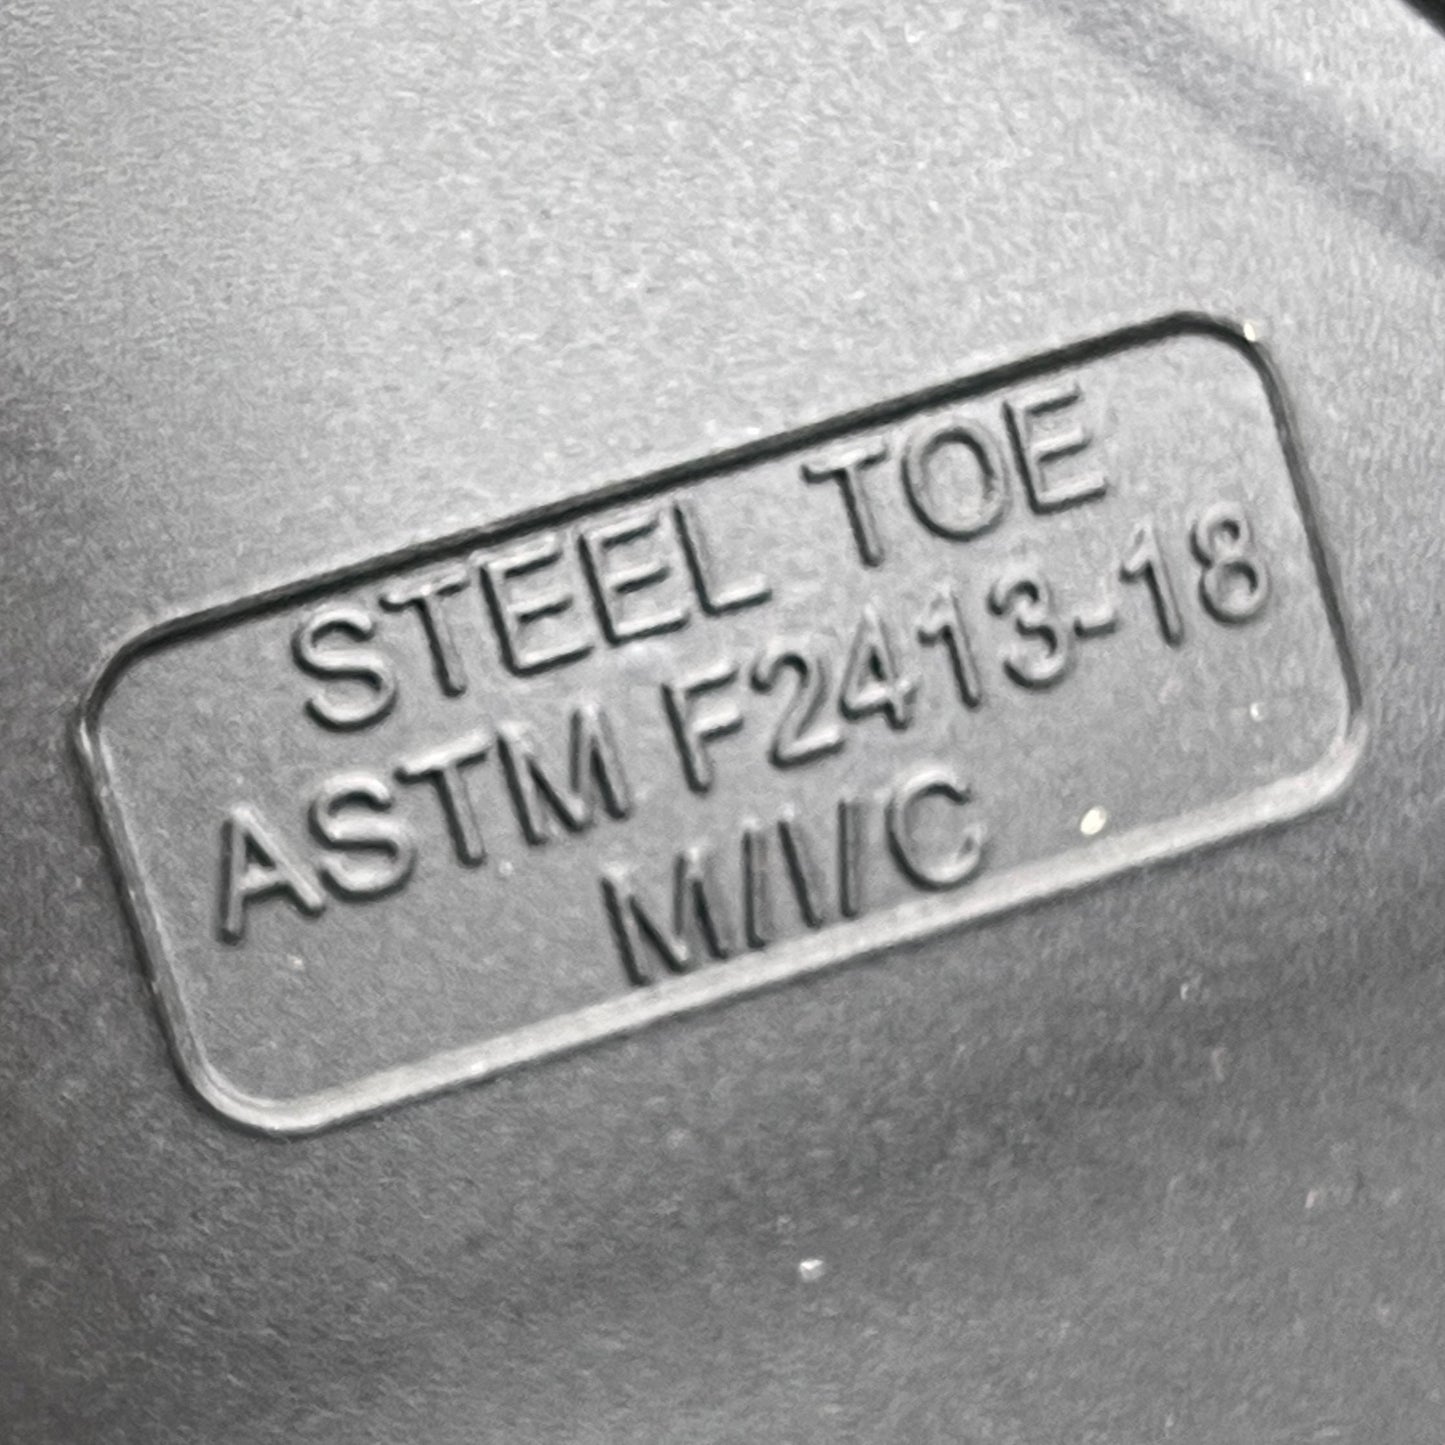 STEEL TOE
ASTM F2413-18
M/I/C